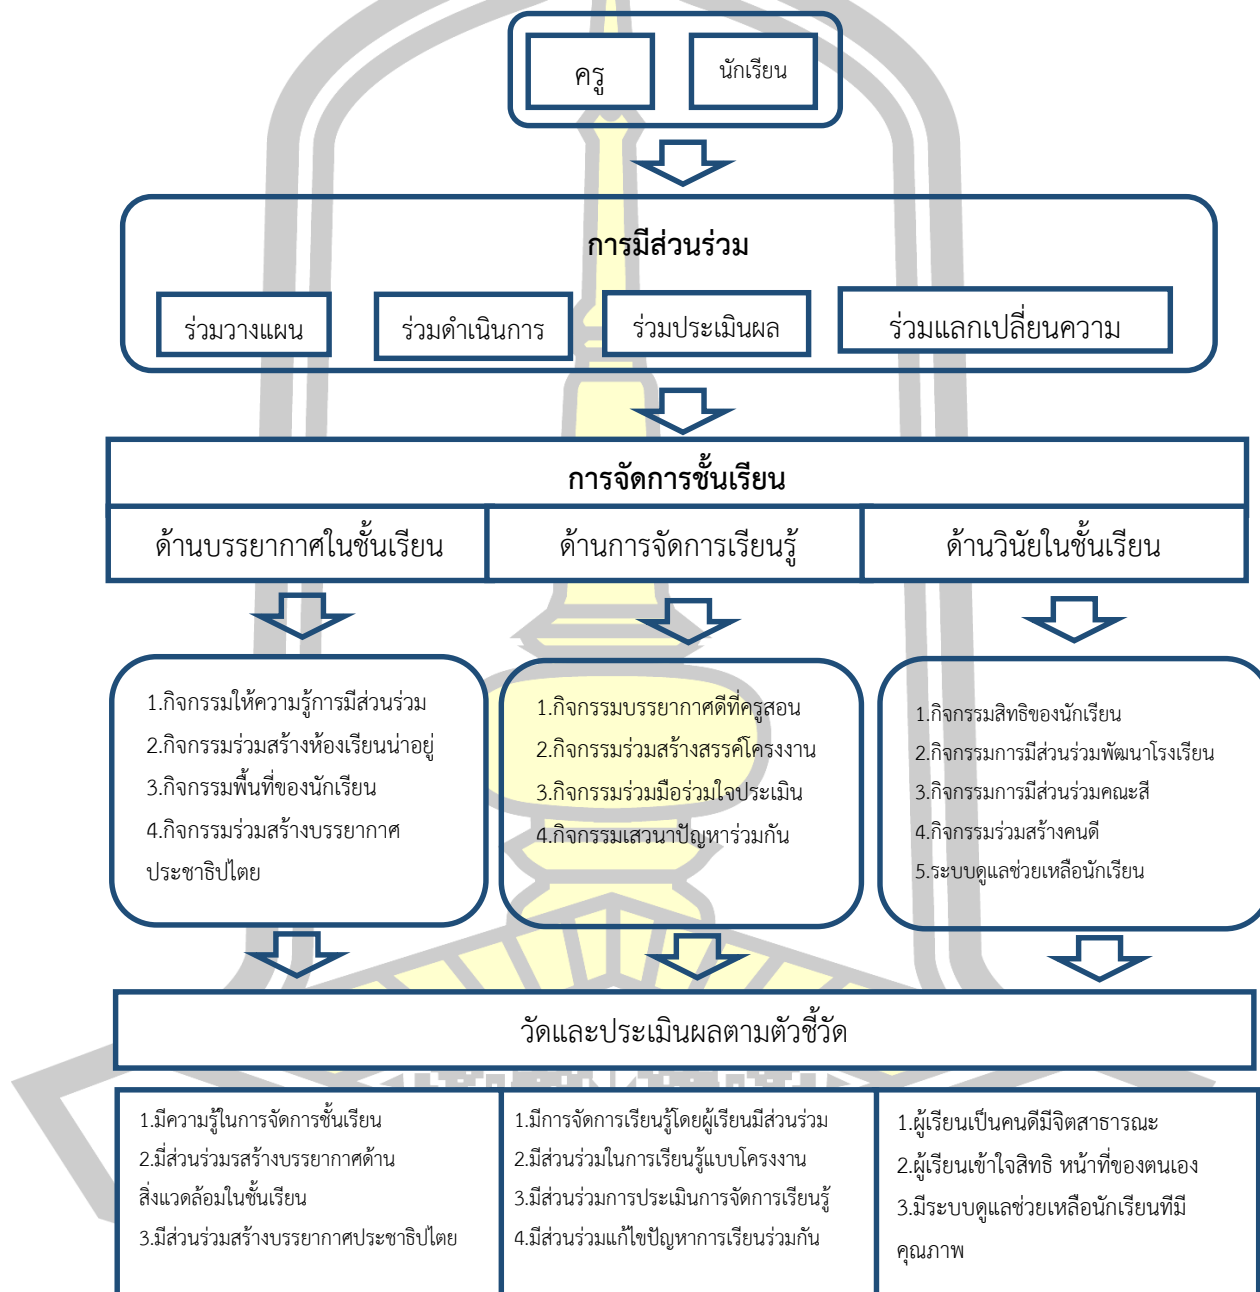 ครู
นักเรียน
การมีส่วนร่วม
ร่วมวางแผน
ร่วมดำเนินการ
ร่วมประเมินผล
ร่วมแลกเปลี่ยนความ
การจัดการชั้นเรียน
ด้านบรรยากาศในชั้นเรียน
ด้านการจัดการเรียนรู้
ด้านวินัยในชั้นเรียน
1.กิจกรรมให้ความรู้การมีส่วนร่วม
2.กิจกรรมร่วมสร้างห้องเรียนน่าอยู่
3.กิจกรรมพื้นที่ของนักเรียน
4.กิจกรรมร่วมสร้างบรรยากาศ
ประชาธิปไตย
1.กิจกรรมบรรยากาศดีที่ครูสอน
2.กิจกรรมร่วมสร้างสรรค์โครงงาน
3.กิจกรรมร่วมมือร่วมใจประเมิน
4.กิจกรรมเสวนาปัญหาร่วมกัน
1.กิจกรรมสิทธิของนักเรียน
2.กิจกรรมการมีส่วนร่วมพัฒนาโรงเรียน
3.กิจกรรมการมีส่วนร่วมคณะสี
4.กิจกรรมร่วมสร้างคนดี
5.ระบบดูแลช่วยเหลือนักเรียน
วัดและประเมินผลตามตัวชี้วัด
1.มีความรู้ในการจัดการชั้นเรียน
2.มี่ส่วนร่วมรสร้างบรรยากาศด้าน
สิ่งแวดล้อมในชั้นเรียน
3.มีส่วนร่วมสร้างบรรยากาศประชาธิปไตย
1.มีการจัดการเรียนรู้โดยผู้เรียนมีส่วนร่วม
2.มีส่วนร่วมในการเรียนรู้แบบโครงงาน
3.มีส่วนร่วมการประเมินการจัดการเรียนรู้
4.มีส่วนร่วมแก้ไขปัญหาการเรียนร่วมกัน
1.ผู้เรียนเป็นคนดีมีจิตสาธารณะ
2.ผู้เรียนเข้าใจสิทธิ หน้าที่ของตนเอง
3.มีระบบดูแลช่วยเหลือนักเรียนทีมี
คุณภาพ